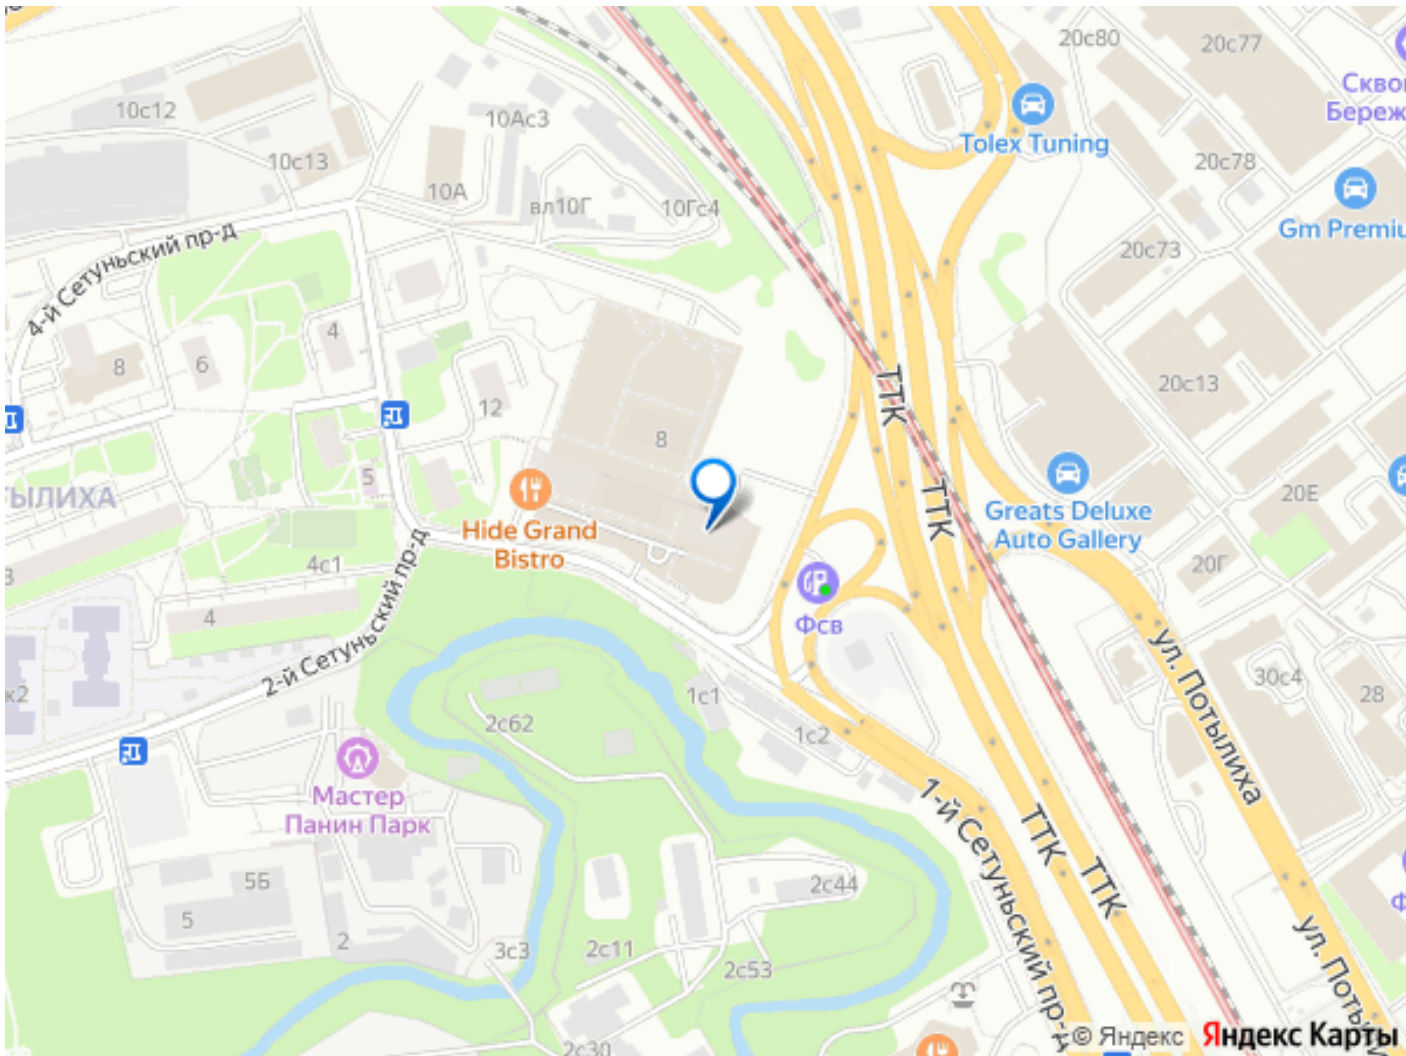 20с80
20с77
Tolex Tuning
10с12
10Ас3
10с13
10А
вл10Г
10Гс4
20с78
Gm Premiu
20с73
4-й Сетуньский пр-д
4
6
8
12
20с13
ТТК
8
5
ЫЛИХА
Hide Grand
Bistro
ТТК
Greats Deluxe
Auto Gallery
20Е
20Г
4с1
4
2-й Сетуньский пр-д
Фсв
к2
2с62
1с1
1с2
ул. Потылиха
30с4
28
Мастер
Панин Парк
1-й Сетуньский пр-д
ТТК
ТТК
5Б
5
2
3с3
2с11
2с44
2с53
2с30
© Яндекс
Яндекс Карты